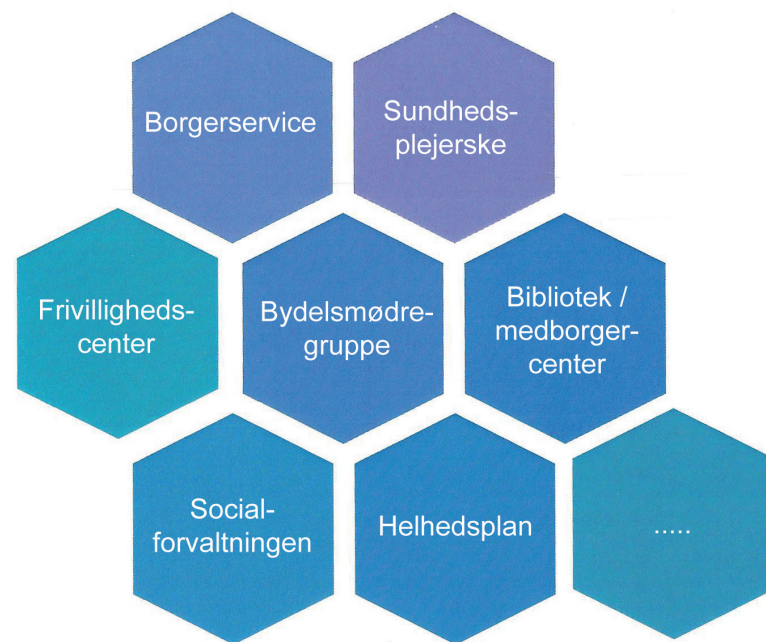 Borgerservice
Sundheds-
plejerske
Frivilligheds-
center
Bydelsmødre-
gruppe
Bibliotek /
medborger-
center
Social-
forvaltningen
Helhedsplan
.....